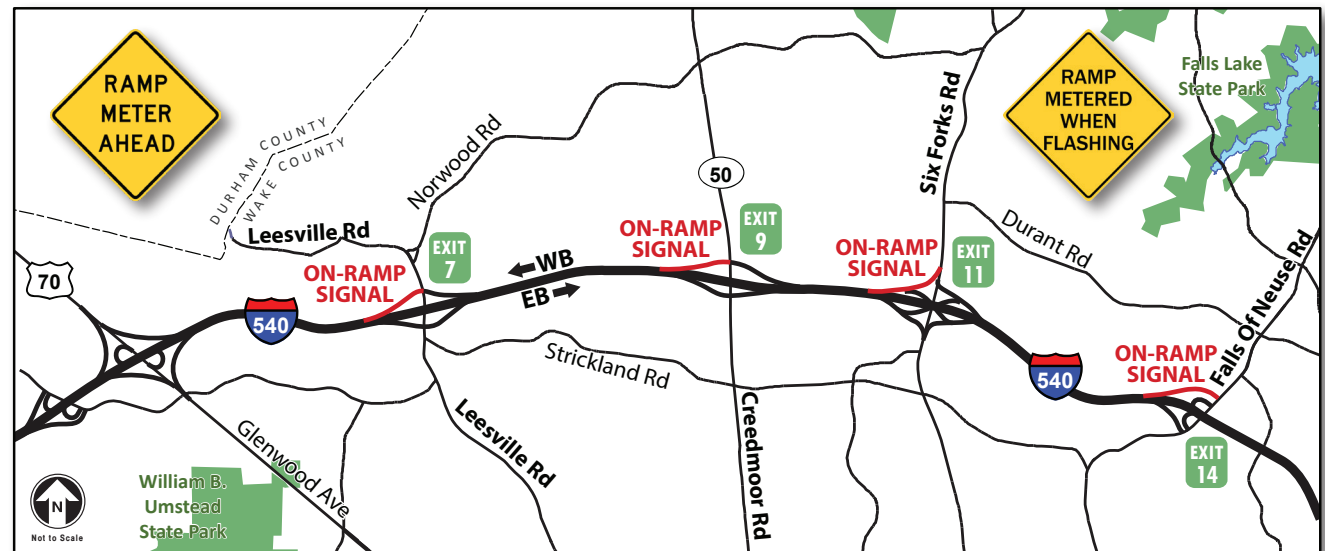 RAMP
METER
AHEAD
RAMP
METERED
WHEN
FLASHING
Falls Lake
State Park
DURHAM COUNTY
WAKE COUNTY
Norwood Rd
50
Six Forks Rd
Leesville Rd
EXIT
7
ON-RAMP
SIGNAL
EXIT
9
ON-RAMP
SIGNAL
EXIT
11
Durant Rd
Falls Of Neuse Rd
70
ON-RAMP
SIGNAL
WB
EB
540
Strickland Rd
540
ON-RAMP
SIGNAL
Leesville Rd
Creedmoor Rd
Glenwood Ave
EXIT
14
William B.
Umstead
State Park
N
Not to Scale